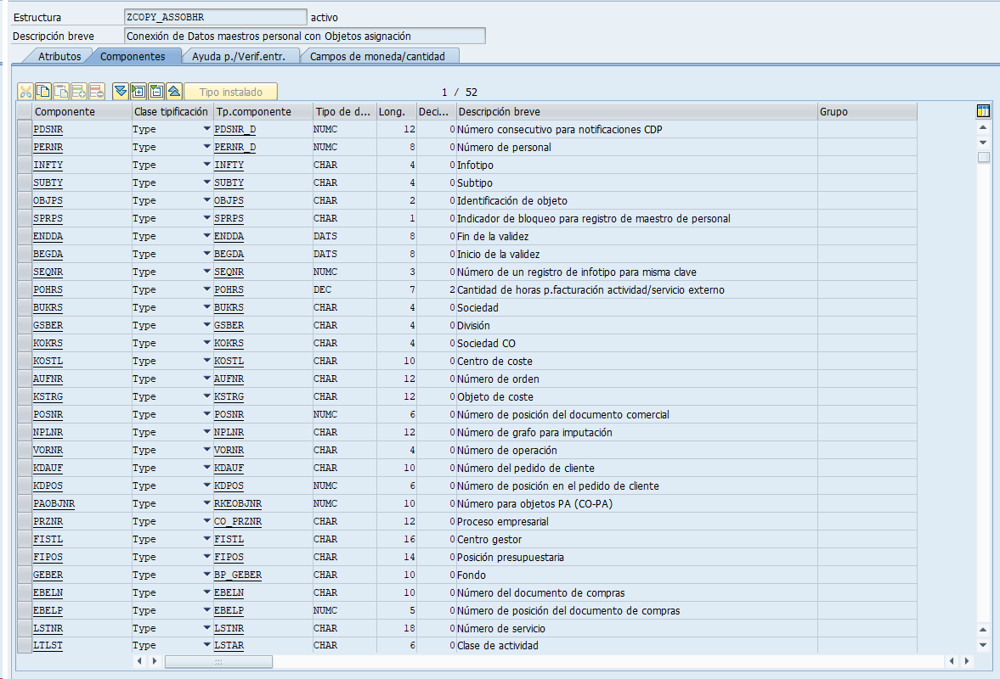 Estructura ZCOPY_ASSOBHR activo
Descripción breve Conexión de Datos maestros personal con Objetos asignación
Atributos Componentes Ayuda p./Verif.entr. Campos de moneda/cantidad
Tipo instalado 1 / 52
Componente Clase tipificación Tp.componente Tipo de d... Long. Deci... Descripción breve Grupo
PDSNR Type PDSNR_D NUMC 12 0 Número consecutivo para notificaciones CDP
PERNR Type PERNR_D NUMC 8 0 Número de personal
INFTY Type INFTY CHAR 4 0 Infotipo
SUBTY Type SUBTY CHAR 4 0 Subtipo
OBJPS Type OBJPS CHAR 2 0 Identificación de objeto
SPRPS Type SPRPS CHAR 1 0 Indicador de bloqueo para registro de maestro de personal
ENDDA Type ENDDA DATS 8 0 Fin de la validez
BEGDA Type BEGDA DATS 8 0 Inicio de la validez
SEQNR Type SEQNR NUMC 3 0 Número de un registro de infotipo para misma clave
POHRS Type POHRS DEC 7 2 Cantidad de horas p.facturación actividad/servicio externo
BUKRS Type BUKRS CHAR 4 0 Sociedad
GSBER Type GSBER CHAR 4 0 División
KOKRS Type KOKRS CHAR 4 0 Sociedad CO
KOSTL Type KOSTL CHAR 10 0 Centro de coste
AUFNR Type AUFNR CHAR 12 0 Número de orden
KSTRG Type KSTRG CHAR 12 0 Objeto de coste
POSNR Type POSNR NUMC 6 0 Número de posición del documento comercial
NPLNR Type NPLNR CHAR 12 0 Número de grafo para imputación
VORNR Type VORNR CHAR 4 0 Número de operación
KDAUF Type KDAUF CHAR 10 0 Número del pedido de cliente
KDPOS Type KDPOS NUMC 6 0 Número de posición en el pedido de cliente
PAOBJNR Type RKEOBJNR NUMC 10 0 Número para objetos PA (CO-PA)
PRZNR Type CO_PRZNR CHAR 12 0 Proceso empresarial
FISTL Type FISTL CHAR 16 0 Centro gestor
FIPOS Type FIPOS CHAR 14 0 Posición presupuestaria
GEBER Type BP_GEBER CHAR 10 0 Fondo
EBELN Type EBELN CHAR 10 0 Número del documento de compras
EBELP Type EBELP NUMC 5 0 Número de posición del documento de compras
LSTNR Type LSTNR CHAR 18 0 Número de servicio
LTLST Type LSTAR CHAR 6 0 Clase de actividad